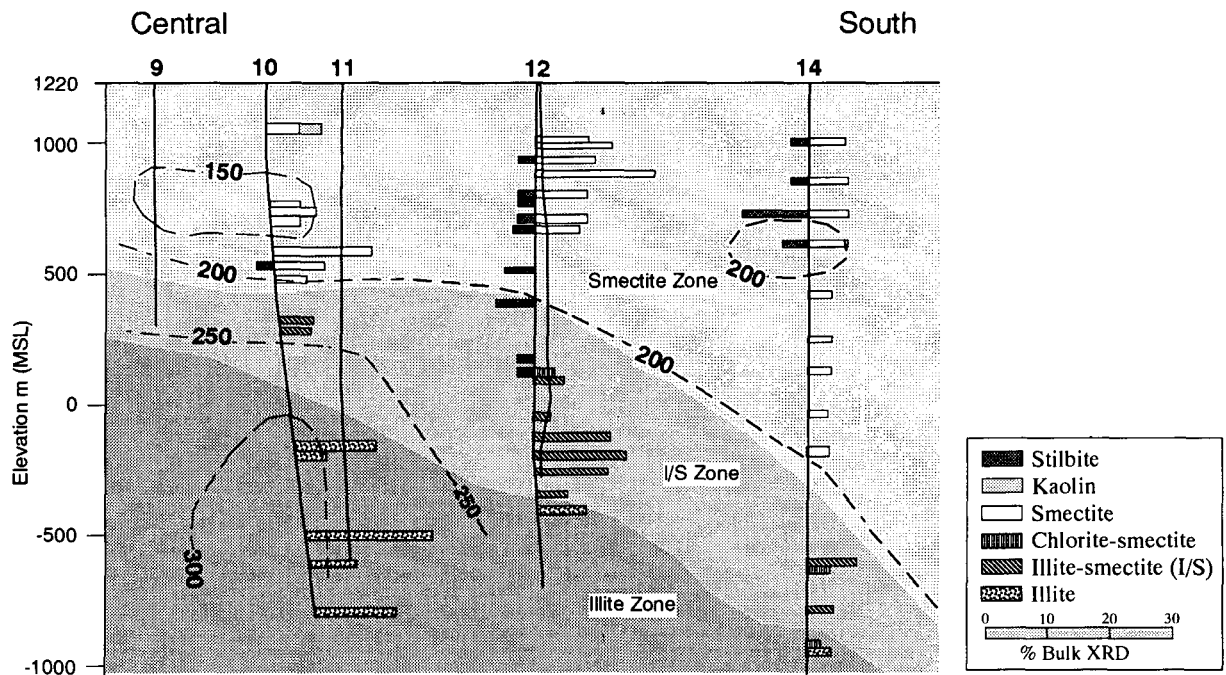 Central
South
9
10
11
12
14
1220
1000
500
0
-500
-1000
Elevation m (MSL)
150
200
250
300
250
200
200
Smectite Zone
I/S Zone
Illite Zone
Stilbite
Kaolin
Smectite
Chlorite-smectite
Illite-smectite (I/S)
Illite
0 10 20 30
% Bulk XRD